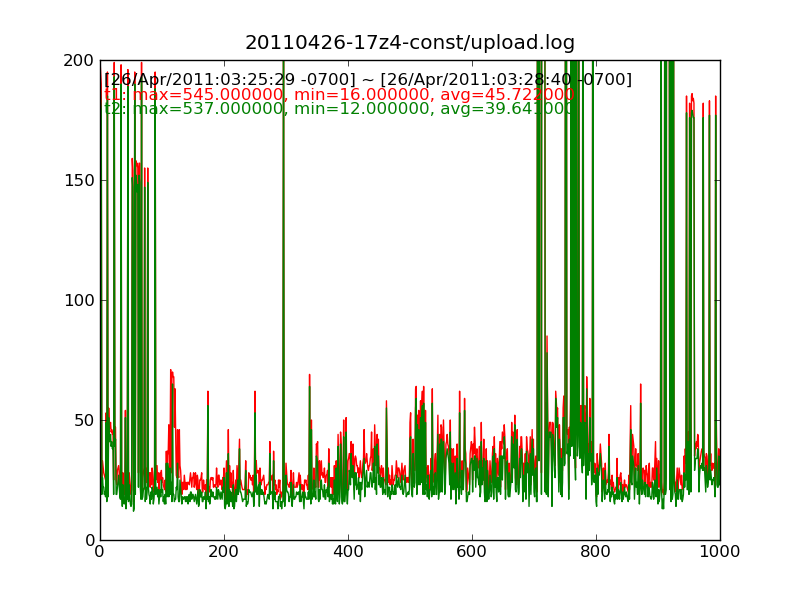 20110426-17z4-const/upload.log
200
[26/Apr/2011:03:25:29 -0700] ~ [26/Apr/2011:03:28:40 -0700]
t1: max=545.000000, min=16.000000, avg=45.722000
t2: max=537.000000, min=12.000000, avg=39.641000
150
100
50
0
0 200 400 600 800 1000